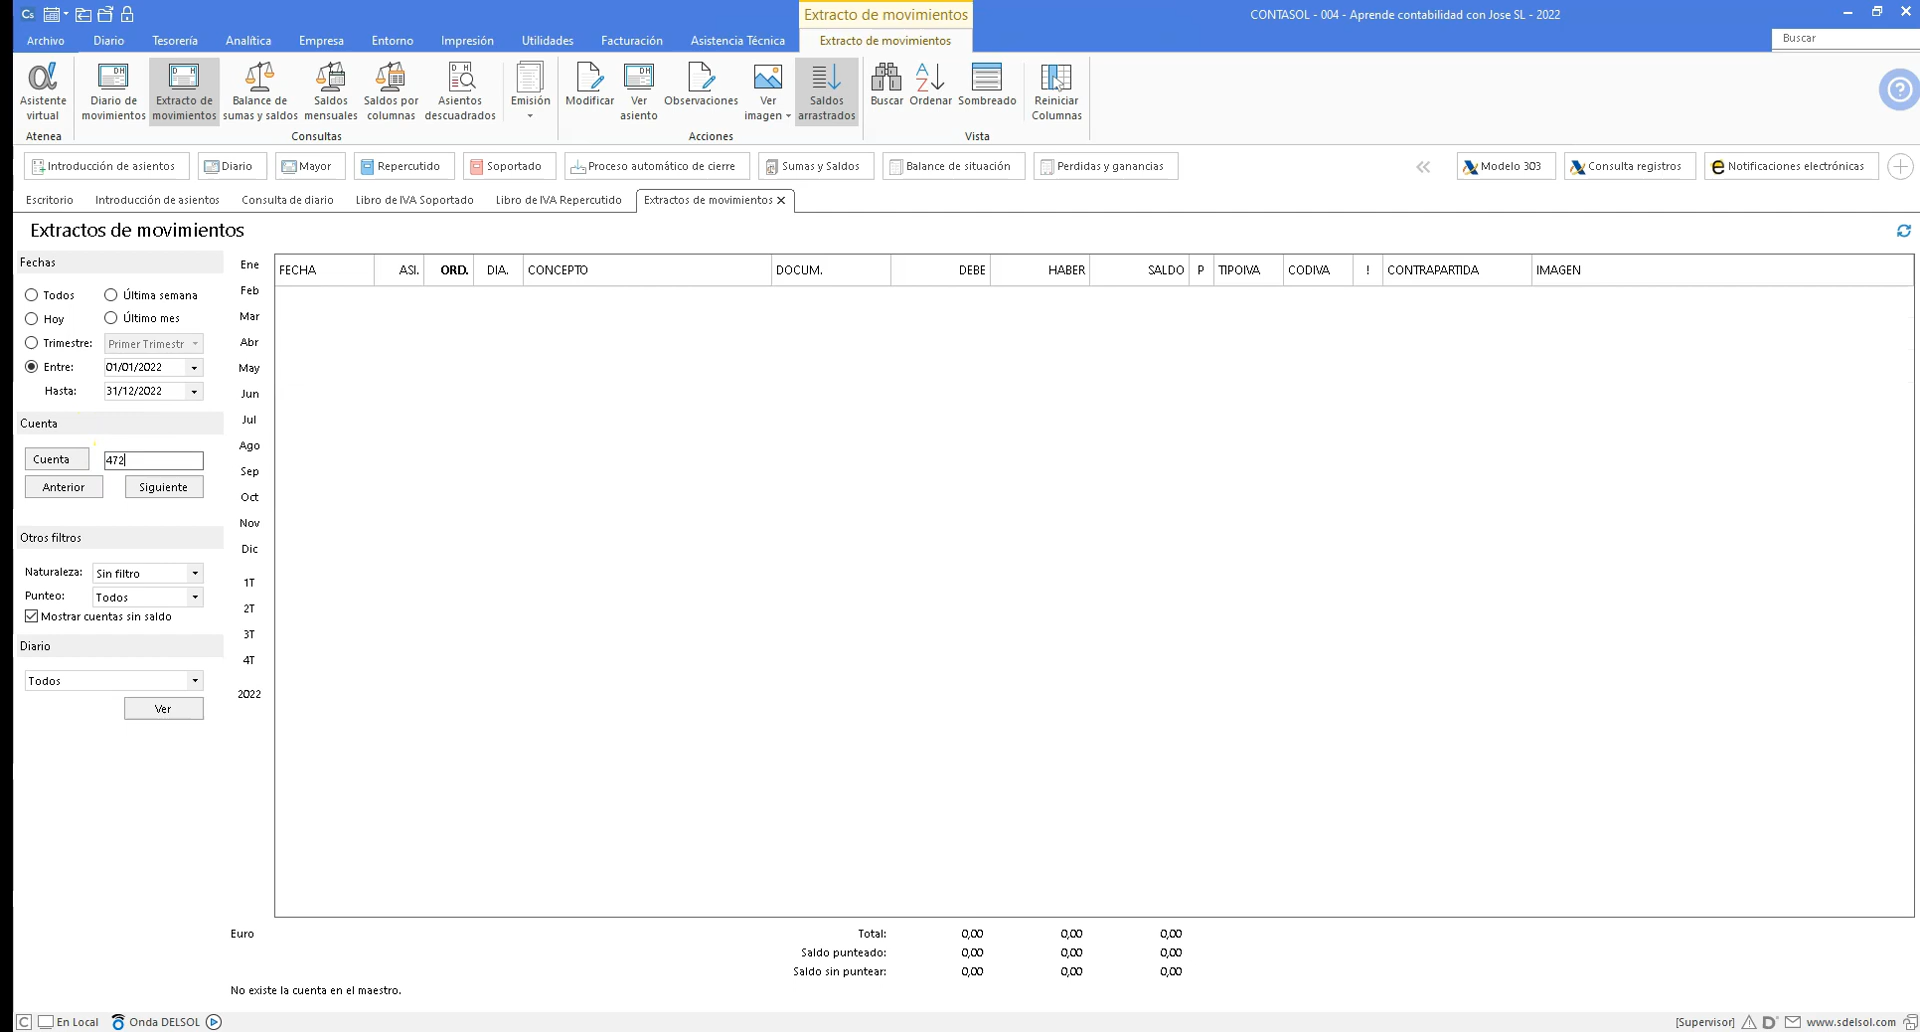 Cs
Extracto de movimientos
CONTASOL - 004 - Aprende contabilidad con Jose SL - 2022
Archivo Diario Tesorería Analítica Empresa Entorno Impresión Utilidades Facturación Asistencia Técnica Extracto de movimientos
Buscar
Asistente virtual
Diario de movimientos
Extracto de movimientos
Balance de sumas y saldos
Saldos mensuales
Saldos por columnas
Asientos descuadrados
Emisión
Modificar
Ver asiento
Observaciones
Ver imagen
Saldos arrastrados
Buscar
Ordenar
Sombreado
Reiniciar Columnas
Atenea Consultas Acciones Vista
Introducción de asientos Diario Mayor Repercutido Soportado Proceso automático de cierre Sumas y Saldos Balance de situación Perdidas y ganancias Modelo 303 Consulta registros Notificaciones electrónicas
Escritorio Introducción de asientos Consulta de diario Libro de IVA Soportado Libro de IVA Repercutido Extractos de movimientos
Extractos de movimientos
Fechas
Todos Última semana
Hoy Último mes
Trimestre: Primer Trimestr
Entre: 01/01/2022
Hasta: 31/12/2022
Cuenta
Cuenta 472
Anterior Siguiente
Otros filtros
Naturaleza: Sin filtro
Punteo: Todos
Mostrar cuentas sin saldo
Diario
Todos
Ver
Ene
Feb
Mar
Abr
May
Jun
Jul
Ago
Sep
Oct
Nov
Dic
1T
2T
3T
4T
2022
FECHA ASI. ORD. DIA. CONCEPTO DOCUM. DEBE HABER SALDO P TIPOIVA CODIVA ! CONTRAPARTIDA IMAGEN
Euro Total: 0,00 0,00 0,00
Saldo punteado: 0,00 0,00 0,00
Saldo sin puntear: 0,00 0,00 0,00
No existe la cuenta en el maestro.
C En Local Onda DELSOL [Supervisor] D www.sdelsol.com